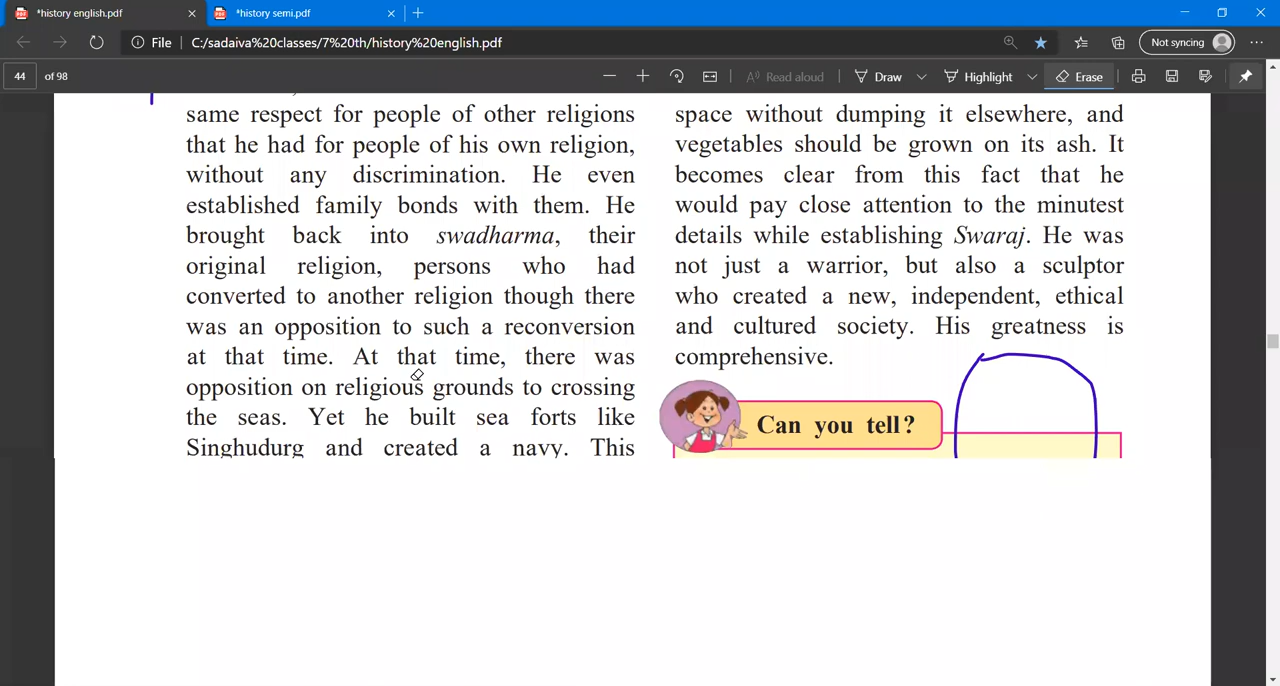 *history english.pdf
*history semi.pdf
File
C:/sadaiva%20classes/7%20th/history%20english.pdf
Not syncing
44
of 98
Read aloud
Draw
Highlight
Erase
same respect for people of other religions
that he had for people of his own religion,
without any discrimination. He even
established family bonds with them. He
brought back into swadharma, their
original religion, persons who had
converted to another religion though there
was an opposition to such a reconversion
at that time. At that time, there was
opposition on religious grounds to crossing
the seas. Yet he built sea forts like
Singhudurg and created a navy. This
space without dumping it elsewhere, and
vegetables should be grown on its ash. It
becomes clear from this fact that he
would pay close attention to the minutest
details while establishing Swaraj. He was
not just a warrior, but also a sculptor
who created a new, independent, ethical
and cultured society. His greatness is
comprehensive.
Can you tell?